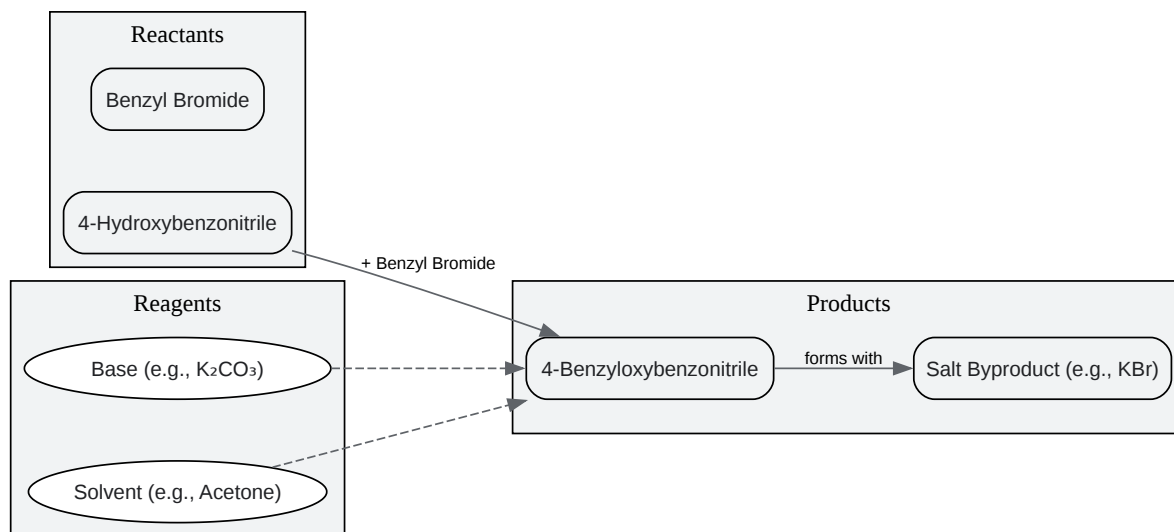 Reactants
Benzyl Bromide
4-Hydroxybenzonitrile
+ Benzyl Bromide
Reagents
Base (e.g., K₂CO₃)
Solvent (e.g., Acetone)
Products
4-Benzyloxybenzonitrile
forms with
Salt Byproduct (e.g., KBr)